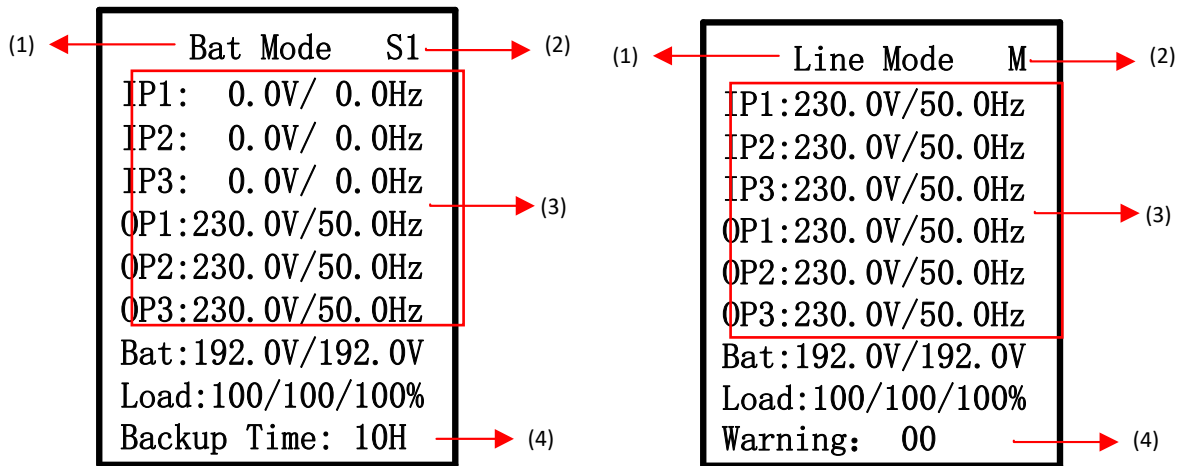 (1) Bat Mode S1 (2)
IP1: 0.0V/ 0.0Hz
IP2: 0.0V/ 0.0Hz
IP3: 0.0V/ 0.0Hz
(3)
OP1:230.0V/50.0Hz
OP2:230.0V/50.0Hz
OP3:230.0V/50.0Hz
Bat:192.0V/192.0V
Load:100/100/100%
Backup Time: 10H (4)
(1) Line Mode M (2)
IP1:230.0V/50.0Hz
IP2:230.0V/50.0Hz
IP3:230.0V/50.0Hz
(3)
OP1:230.0V/50.0Hz
OP2:230.0V/50.0Hz
OP3:230.0V/50.0Hz
Bat:192.0V/192.0V
Load:100/100/100%
Warning: 00 (4)